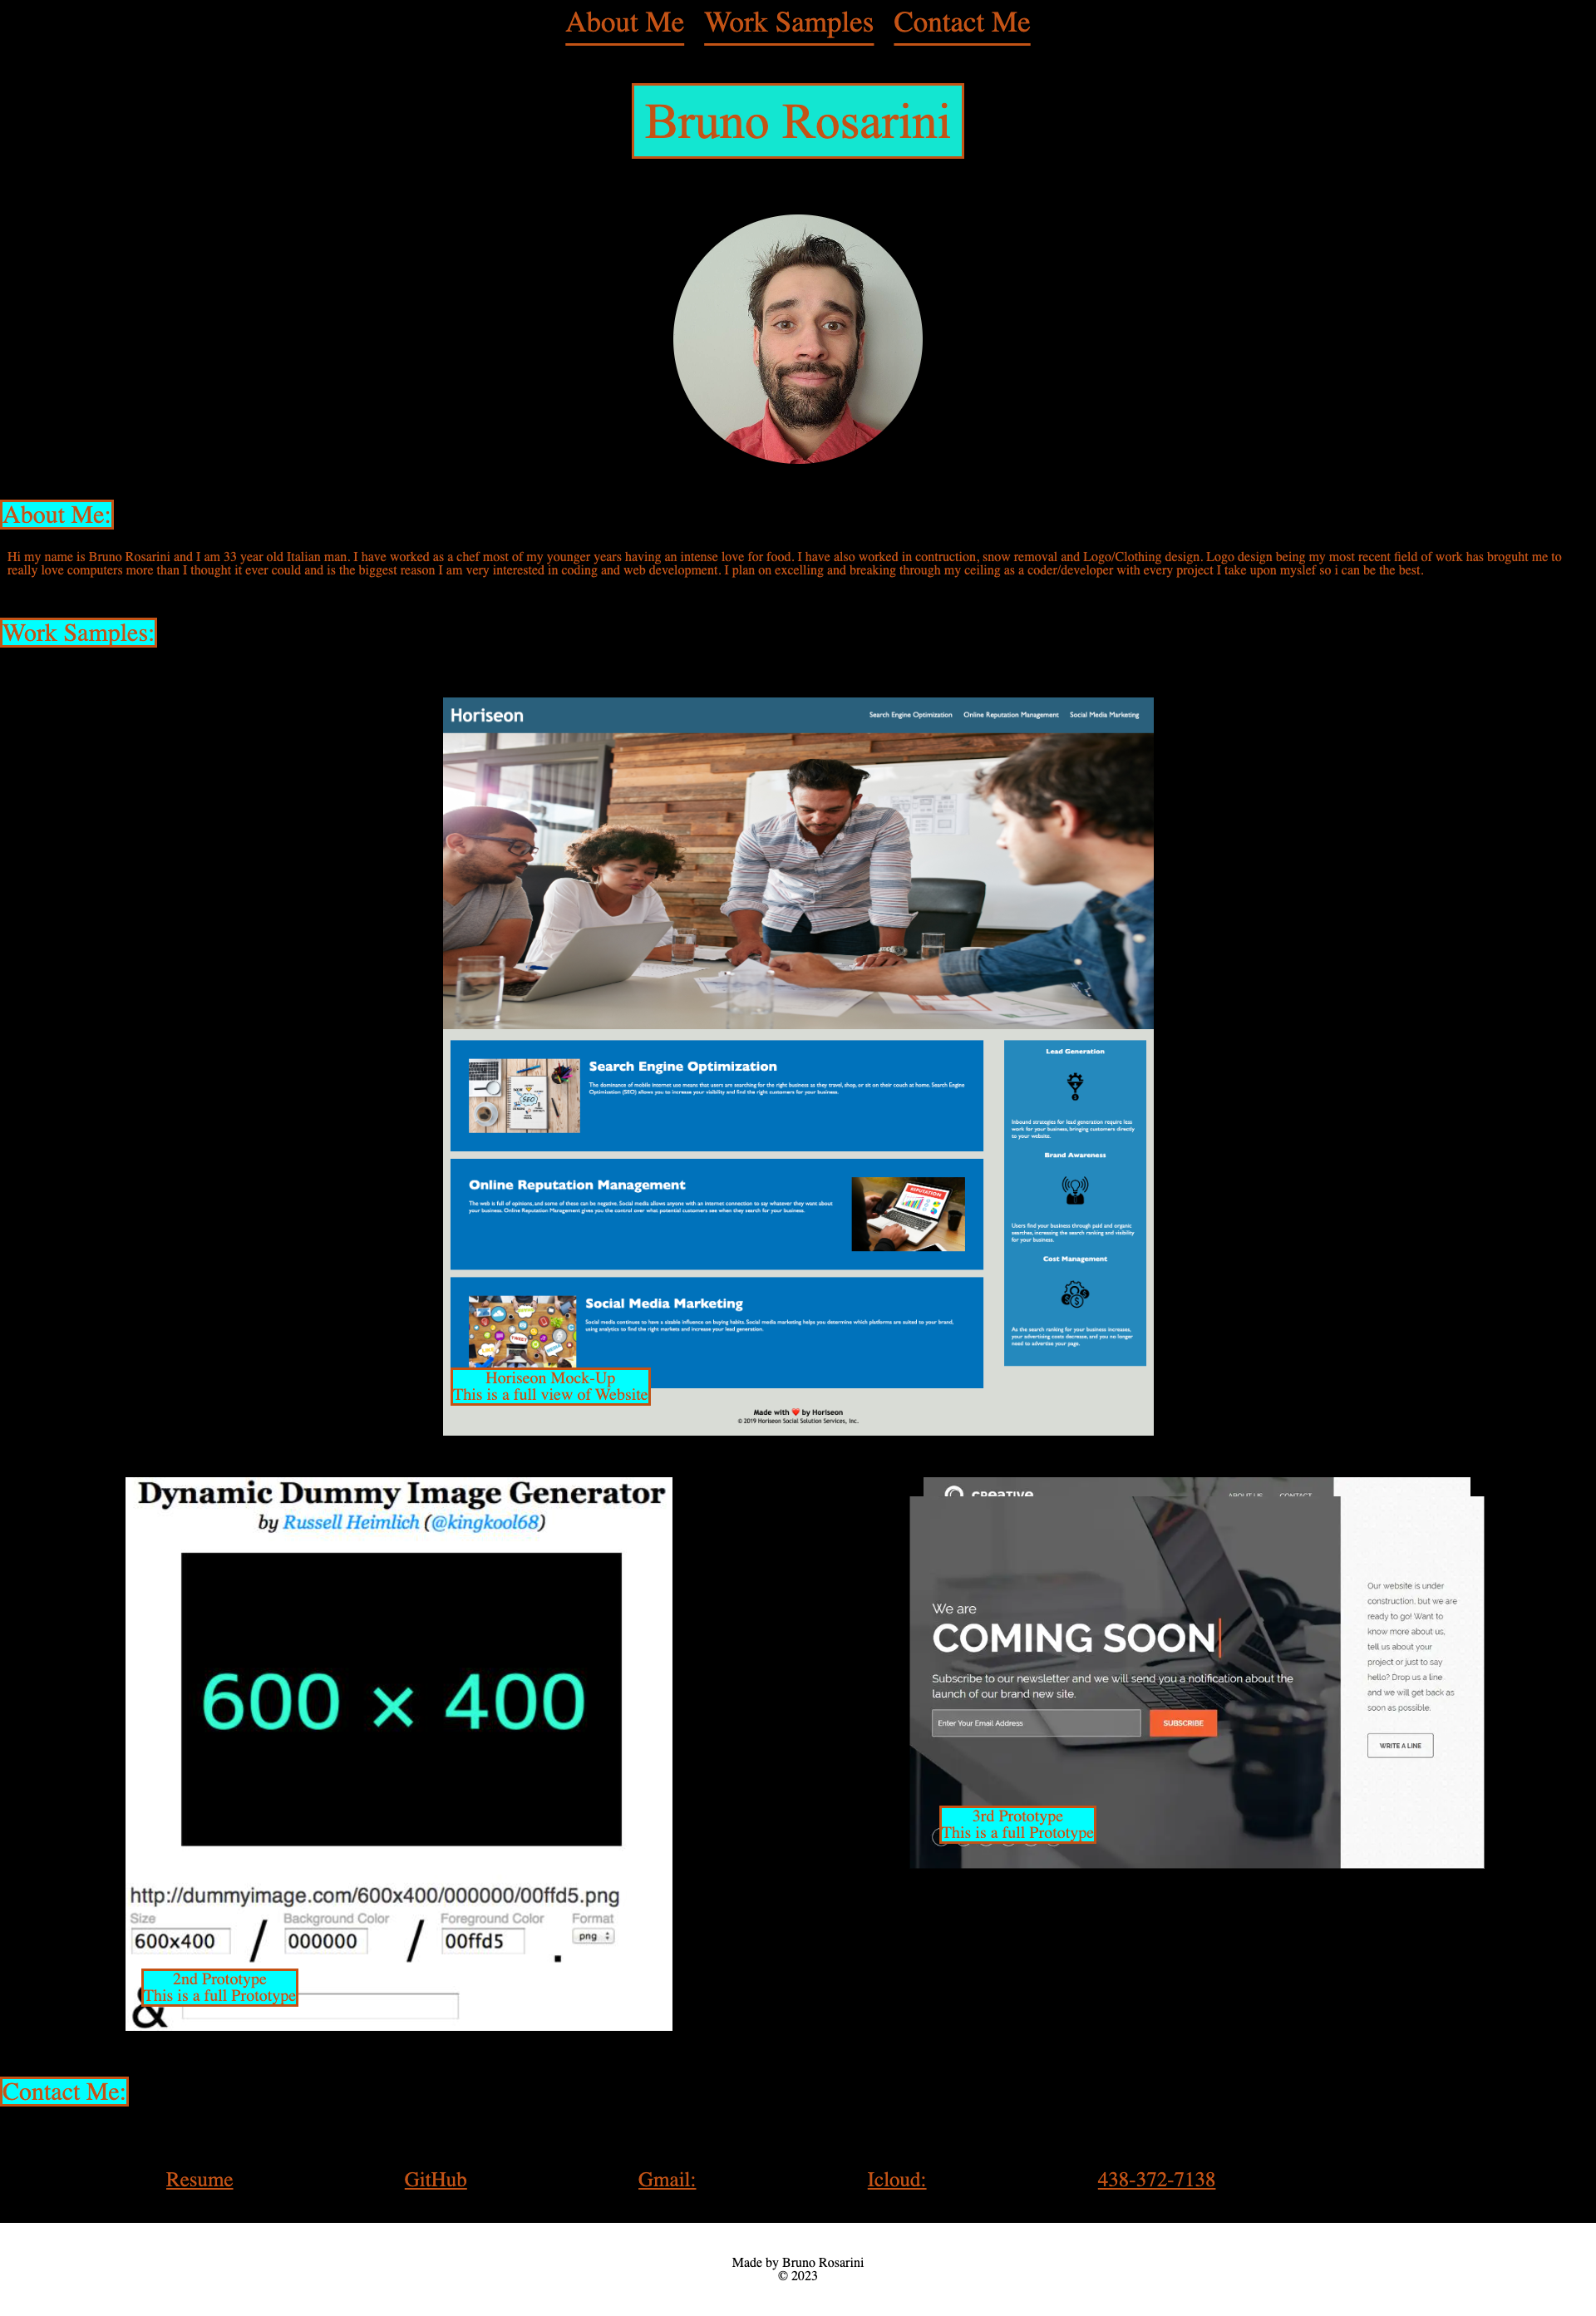 About Me Work Samples Contact Me
Bruno Rosarini
About Me:
Hi my name is Bruno Rosarini and I am 33 year old Italian man. I have worked as a chef most of my younger years having an intense love for food. I have also worked in contruction, snow removal and Logo/Clothing design. Logo design being my most recent field of work has broguht me to
really love computers more than I thought it ever could and is the biggest reason I am very interested in coding and web development. I plan on excelling and breaking through my ceiling as a coder/developer with every project I take upon myslef so i can be the best.
Work Samples:
Horiseon
Search Engine Optimization Online Reputation Management Social Media Marketing
Search Engine Optimization
The dominance of mobile internet use means that users are searching for the right business as they travel, shop, or sit on their couch at home. Search Engine
Optimization (SEO) allows you to increase your visibility and find the right customers for your business.
SEO
Online Reputation Management
The web is full of opinions, and some of these can be negative. Social media allows anyone with an internet connection to say whatever they want about
your business. Online Reputation Management gives you the control over what potential customers see when they search for your business.
REPUTATION
Social Media Marketing
Social media continues to have a sizable influence on buying habits. Social media marketing helps you determine which platforms are suited to your brand,
using analytics to find the right markets and increase your lead generation.
TWEET
Lead Generation
Inbound strategies for lead generation require less
work for your business, bringing customers directly
to your website.
Brand Awareness
Users find your business through paid and organic
searches, increasing the search ranking and visibility
for your business.
Cost Management
As the search ranking for your business increases,
your advertising costs decrease, and you no longer
need to advertise your page.
Horiseon Mock-Up
This is a full view of Website
Made with ❤️ by Horiseon
© 2019 Horiseon Social Solution Services, Inc.
Dynamic Dummy Image Generator
by Russell Heimlich (@kingkool68)
600 × 400
http://dummyimage.com/600x400/000000/00ffd5.png
Size Background Color Foreground Color Format
600x400 / 000000 / 00ffd5 . png
2nd Prototype
This is a full Prototype
&
CREATIVE ABOUT US CONTACT
We are
COMING SOON
Subscribe to our newsletter and we will send you a notification about the
launch of our brand new site.
Enter Your Email Address SUBSCRIBE
Our website is under
construction, but we are
ready to go! Want to
know more about us,
tell us about your
project or just to say
hello? Drop us a line
and we will get back as
soon as possible.
WRITE A LINE
3rd Prototype
This is a full Prototype
Contact Me:
Resume GitHub Gmail: Icloud: 438-372-7138
Made by Bruno Rosarini
© 2023